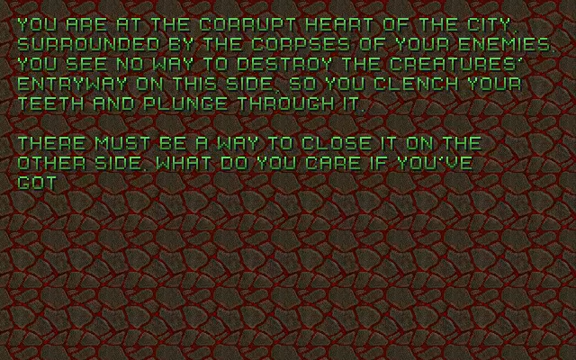 YOU ARE AT THE CORRUPT HEART OF THE CITY,
SURROUNDED BY THE CORPSES OF YOUR ENEMIES.
YOU SEE NO WAY TO DESTROY THE CREATURES'
ENTRYWAY ON THIS SIDE, SO YOU CLENCH YOUR
TEETH AND PLUNGE THROUGH IT.
THERE MUST BE A WAY TO CLOSE IT ON THE
OTHER SIDE. WHAT DO YOU CARE IF YOU'VE
GOT